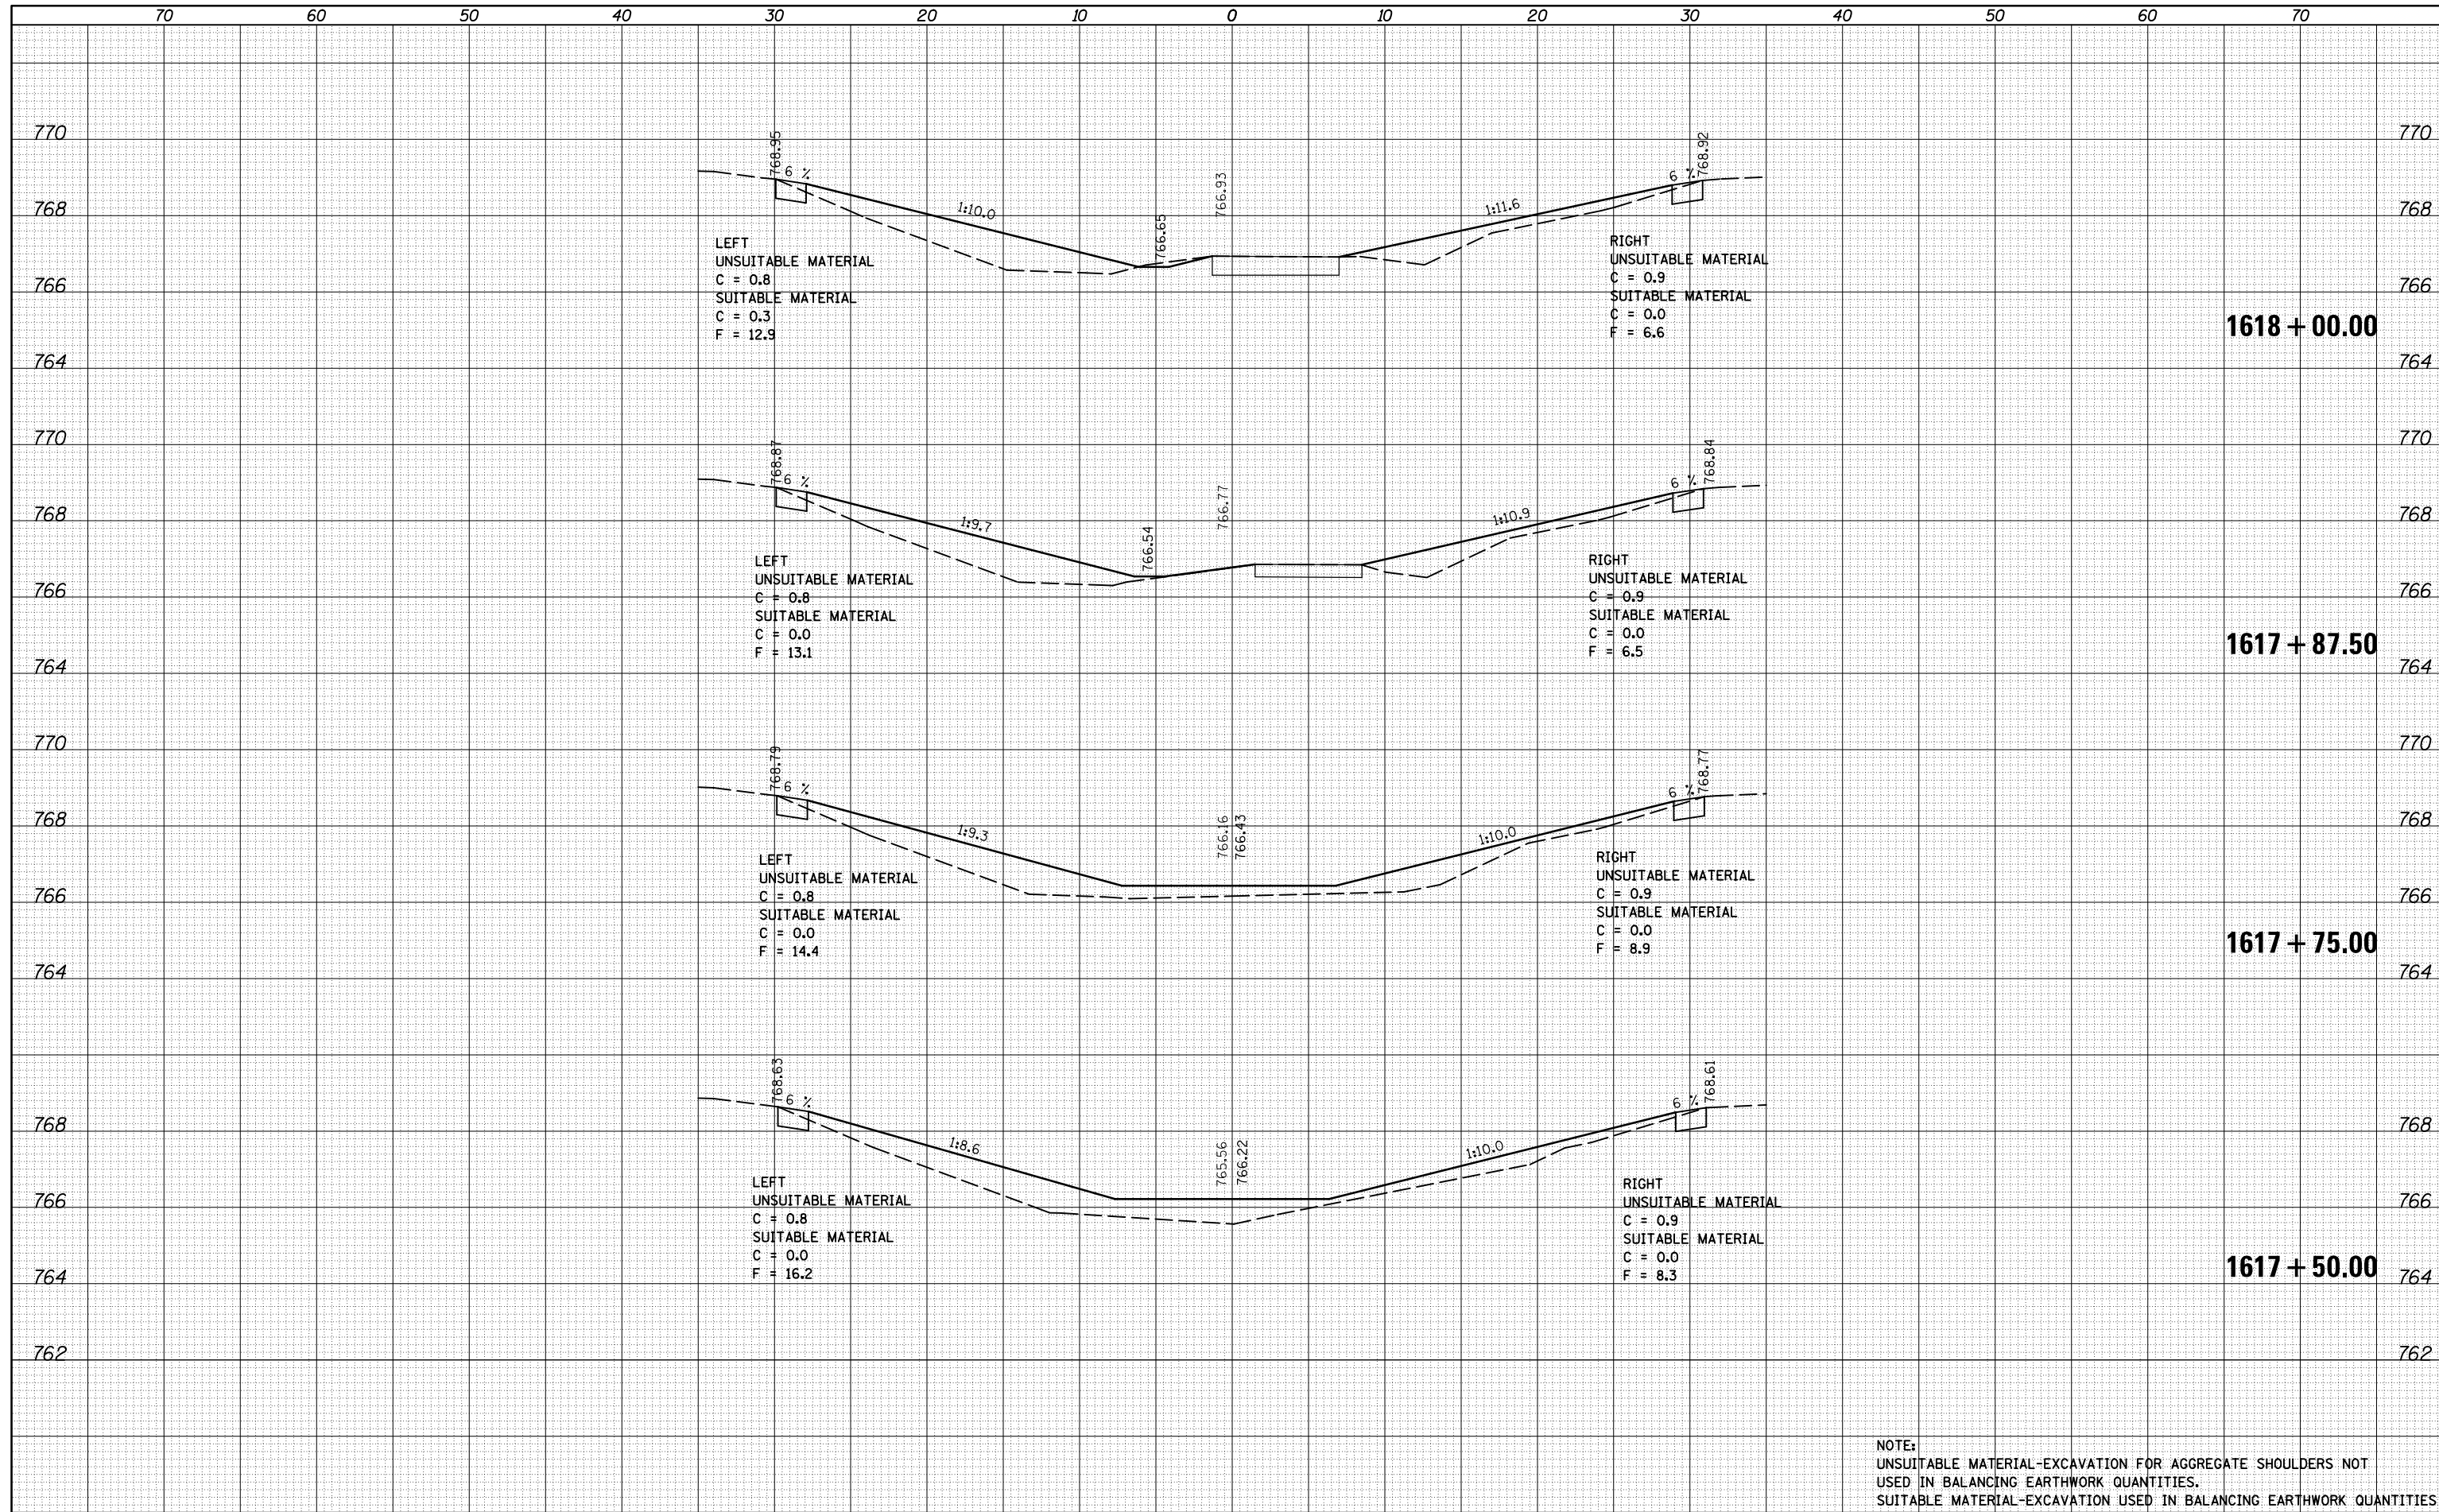 70 60 50 40 30 20 10 0 10 20 30 40 50 60 70
770 770
768.95 768.92
6 % 6 %
766.93
1:10.0 1:11.6
768 768
766.65
LEFT
UNSUITABLE MATERIAL
C = 0.8
SUITABLE MATERIAL
C = 0.3
F = 12.9
RIGHT
UNSUITABLE MATERIAL
C = 0.9
SUITABLE MATERIAL
C = 0.0
F = 6.6
766 766
1618 + 00.00
764 764
770 770
768.87 768.84
6 % 6 %
766.77
1:9.7 1:10.9
768 768
766.54
LEFT
UNSUITABLE MATERIAL
C = 0.8
SUITABLE MATERIAL
C = 0.0
F = 13.1
RIGHT
UNSUITABLE MATERIAL
C = 0.9
SUITABLE MATERIAL
C = 0.0
F = 6.5
766 766
1617 + 87.50
764 764
770 770
768.79 768.77
6 % 6 %
768 768
1:9.3 1:10.0
766.16
766.43
LEFT
UNSUITABLE MATERIAL
C = 0.8
SUITABLE MATERIAL
C = 0.0
F = 14.4
RIGHT
UNSUITABLE MATERIAL
C = 0.9
SUITABLE MATERIAL
C = 0.0
F = 8.9
766 766
1617 + 75.00
764 764
768.63 768.61
6 % 6 %
768 768
1:8.6 1:10.0
765.56
766.22
LEFT
UNSUITABLE MATERIAL
C = 0.8
SUITABLE MATERIAL
C = 0.0
F = 16.2
RIGHT
UNSUITABLE MATERIAL
C = 0.9
SUITABLE MATERIAL
C = 0.0
F = 8.3
766 766
1617 + 50.00
764 764
762 762
NOTE:
UNSUITABLE MATERIAL-EXCAVATION FOR AGGREGATE SHOULDERS NOT
USED IN BALANCING EARTHWORK QUANTITIES.
SUITABLE MATERIAL-EXCAVATION USED IN BALANCING EARTHWORK QUANTITIES